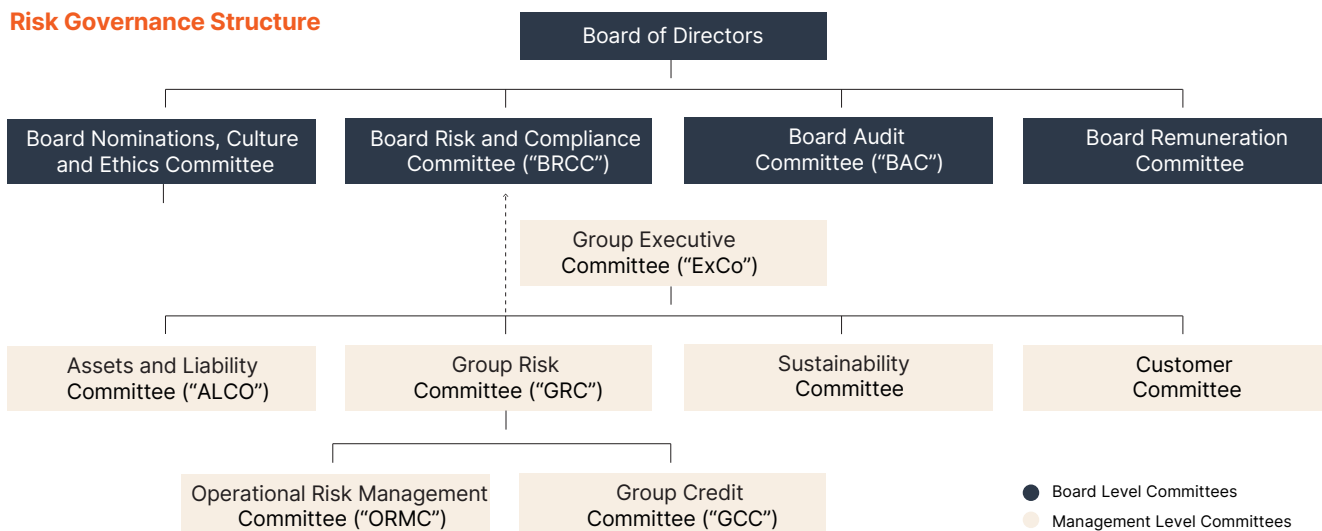 Risk Governance Structure
Board of Directors
Board Nominations, Culture
and Ethics Committee
Board Risk and Compliance
Committee (“BRCC”)
Board Audit
Committee (“BAC”)
Board Remuneration
Committee
Group Executive
Committee (“ExCo”)
Assets and Liability
Committee (“ALCO”)
Group Risk
Committee (“GRC”)
Sustainability
Committee
Customer
Committee
Operational Risk Management
Committee (“ORMC”)
Group Credit
Committee (“GCC”)
Board Level Committees
Management Level Committees